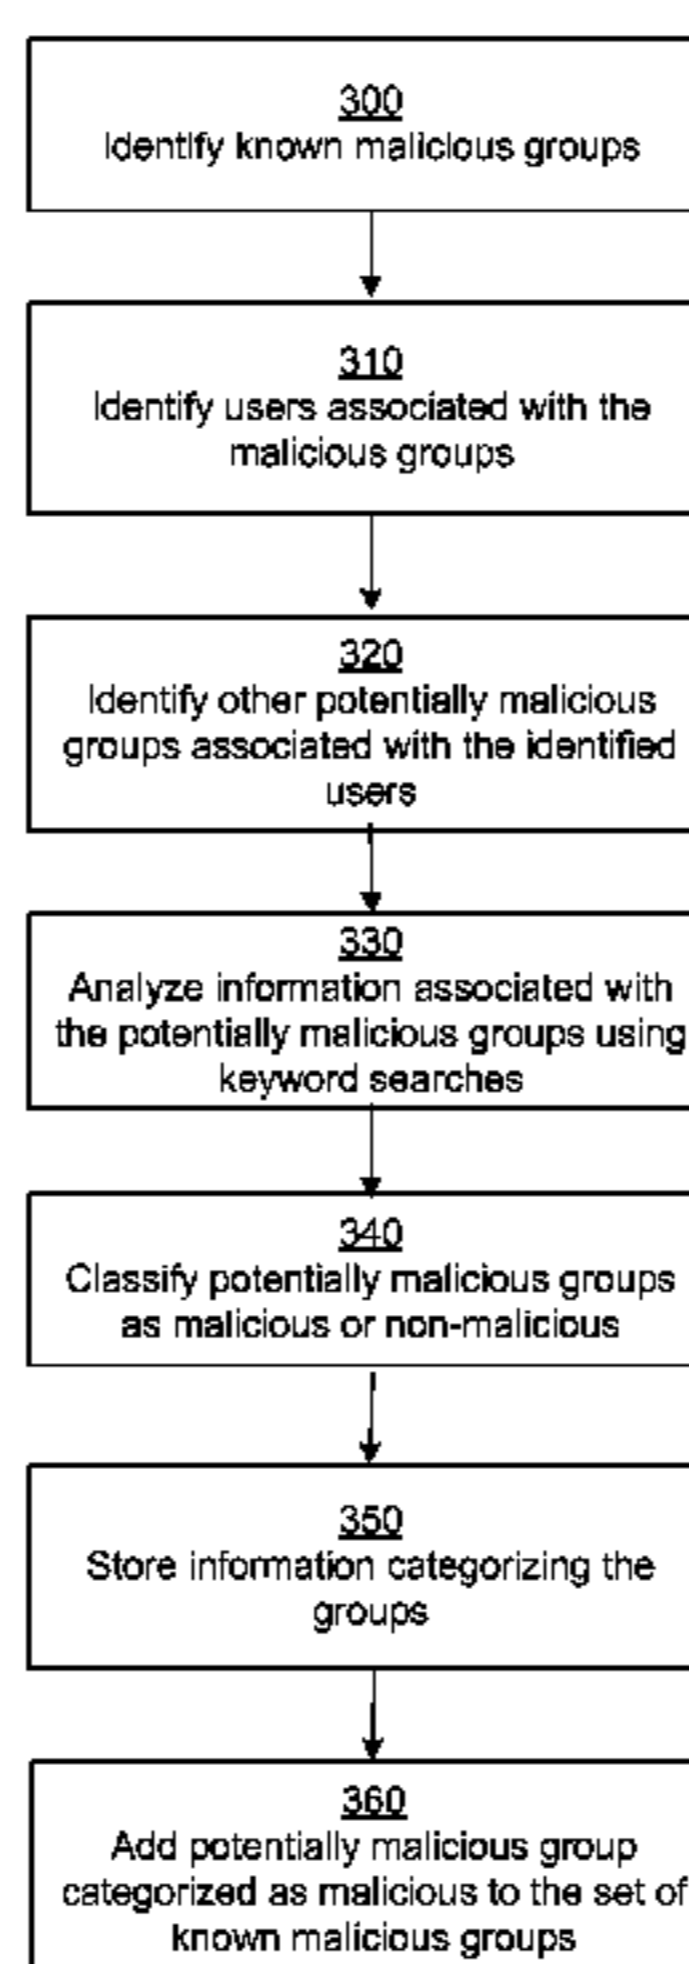 300
Identify known malicious groups
310
Identify users associated with the
malicious groups
320
Identify other potentially malicious
groups associated with the identified
users
330
Analyze information associated with
the potentially malicious groups using
keyword searches
340
Classify potentially malicious groups
as malicious or non-malicious
350
Store information categorizing the
groups
360
Add potentially malicious group
categorized as malicious to the set of
known malicious groups